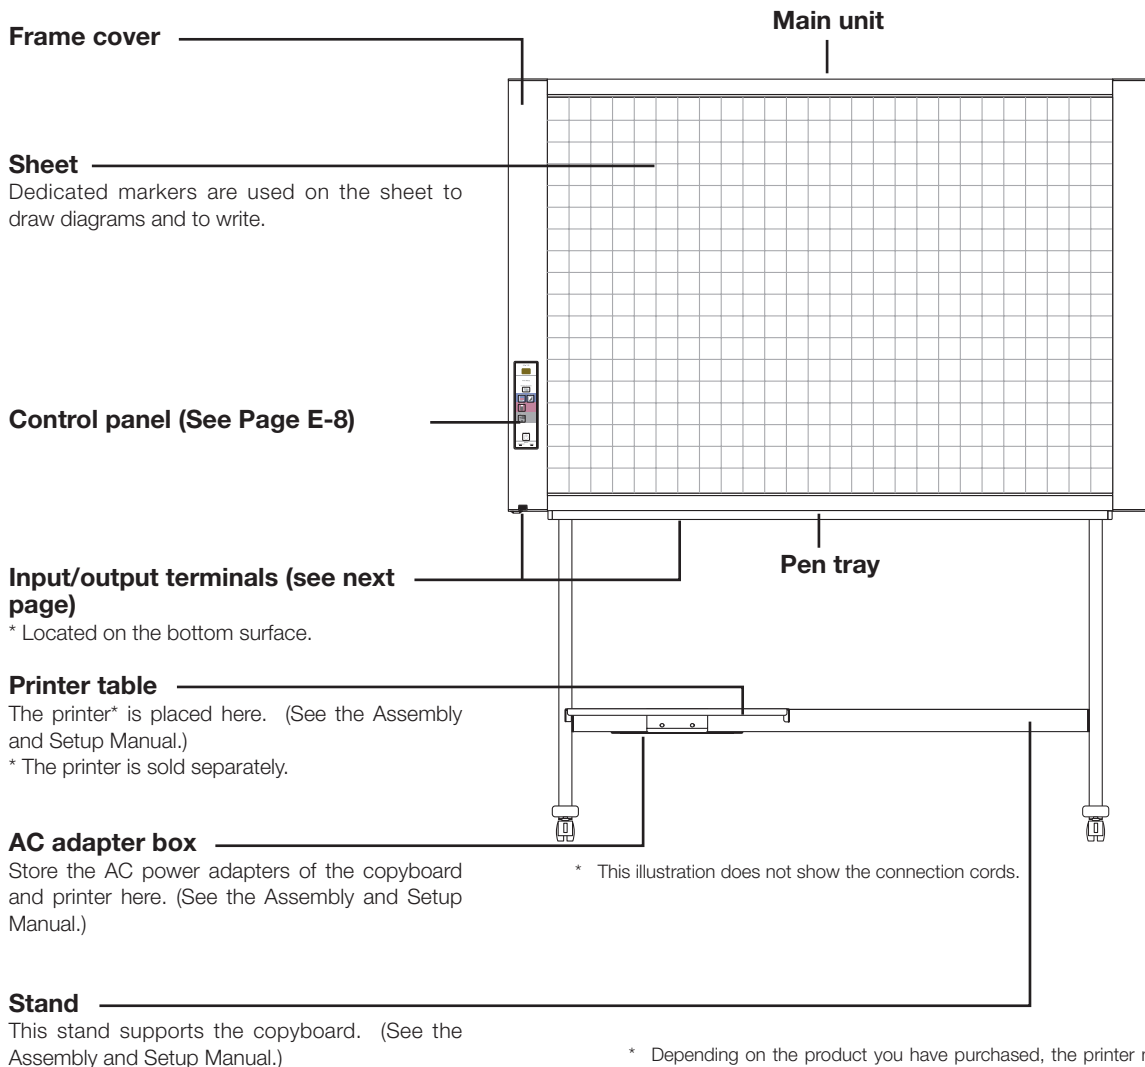 Main unit
Frame cover
Sheet
Dedicated markers are used on the sheet to
draw diagrams and to write.
Control panel (See Page E-8)
Pen tray
Input/output terminals (see next
page)
* Located on the bottom surface.
Printer table
The printer* is placed here. (See the Assembly
and Setup Manual.)
* The printer is sold separately.
AC adapter box
Store the AC power adapters of the copyboard
and printer here. (See the Assembly and Setup
Manual.)
* This illustration does not show the connection cords.
Stand
This stand supports the copyboard. (See the
Assembly and Setup Manual.)
* Depending on the product you have purchased, the printer